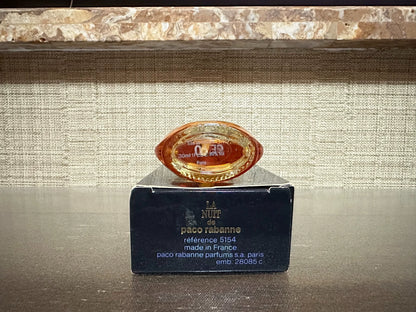 LA
NUIT
de
paco rabanne
référence 5154
made in France
paco rabanne parfums s.a. paris
emb. 28085 c